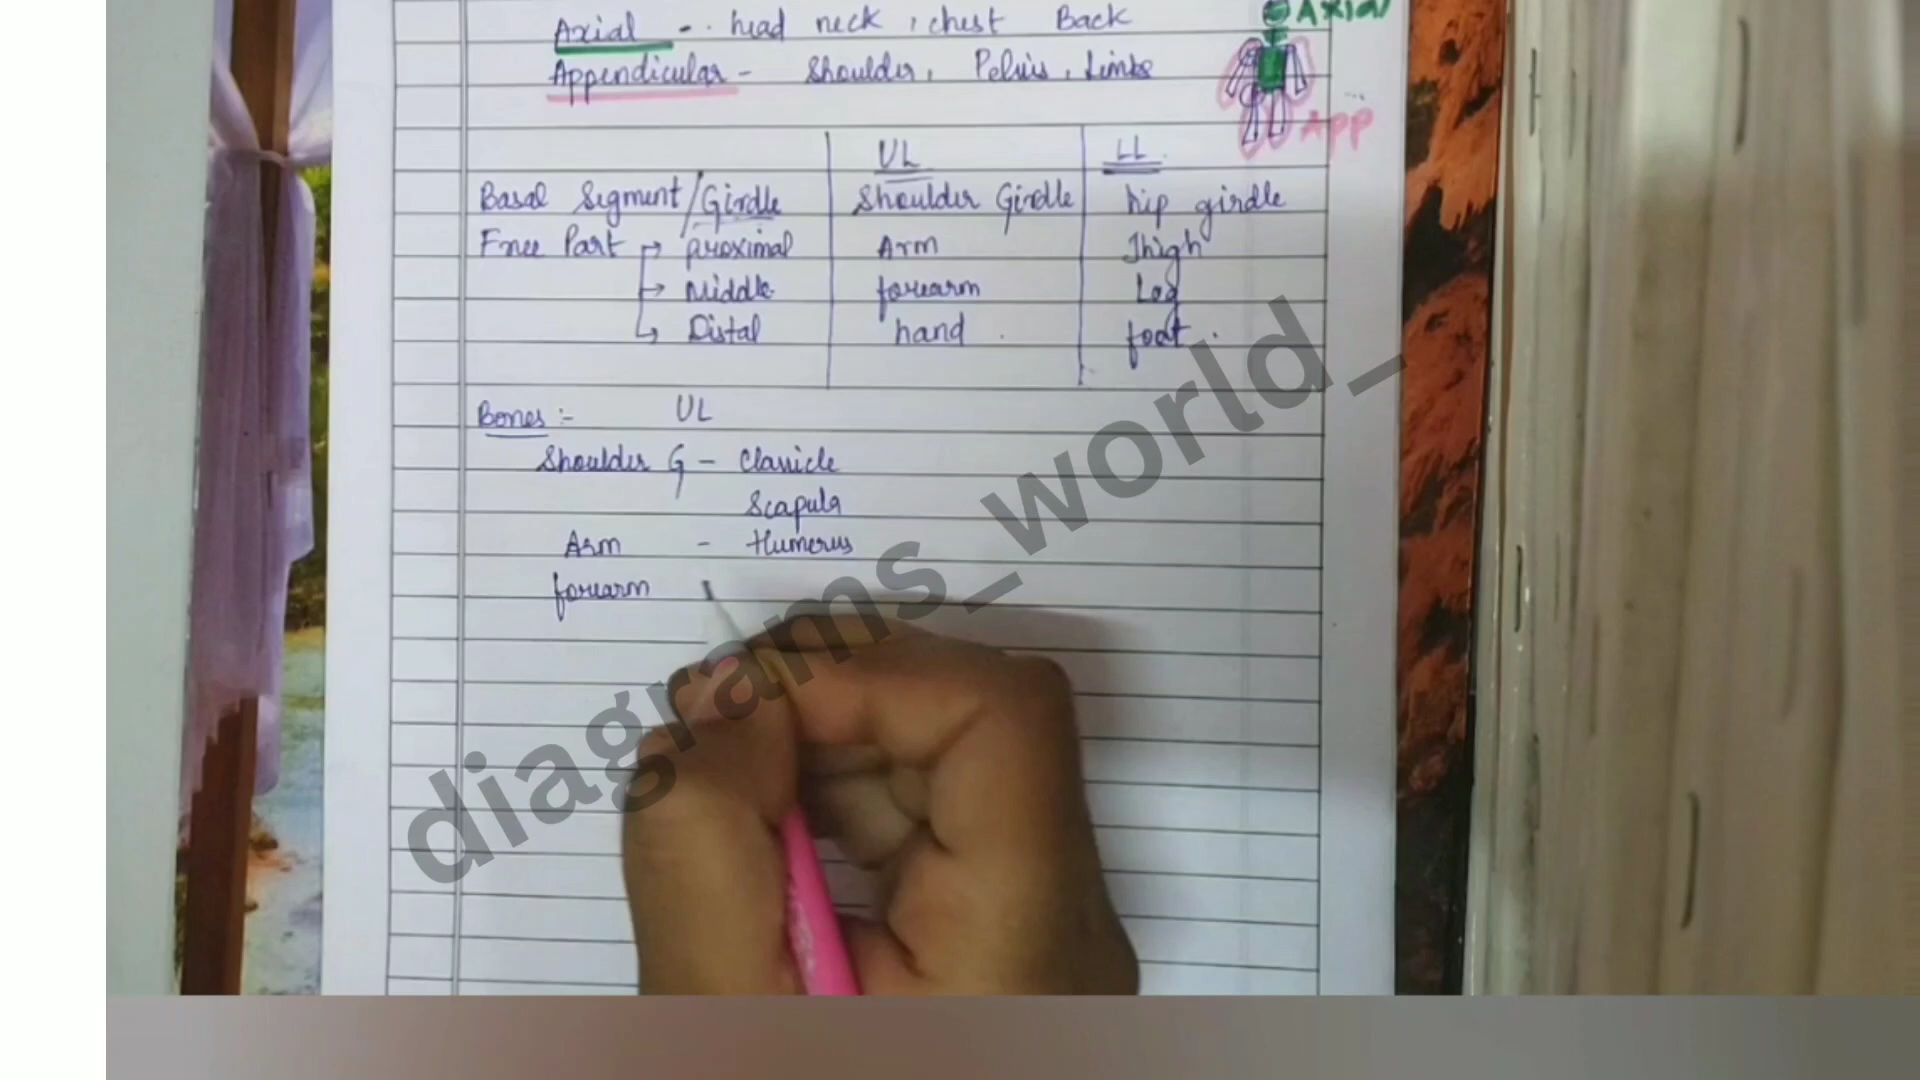 Axial - head neck, chest Back
Axial
Appendicular - Shoulder, Pelvis, Limbs
App
UL LL
Basal Segment/Girdle Shoulder Girdle hip girdle
Free Part → proximal Arm Thigh
→ Middle forearm Leg
→ Distal hand foot
Bones :- UL
Shoulder G - Clavicle
Scapula
Arm - Humerus
forearm
diagrams_world_